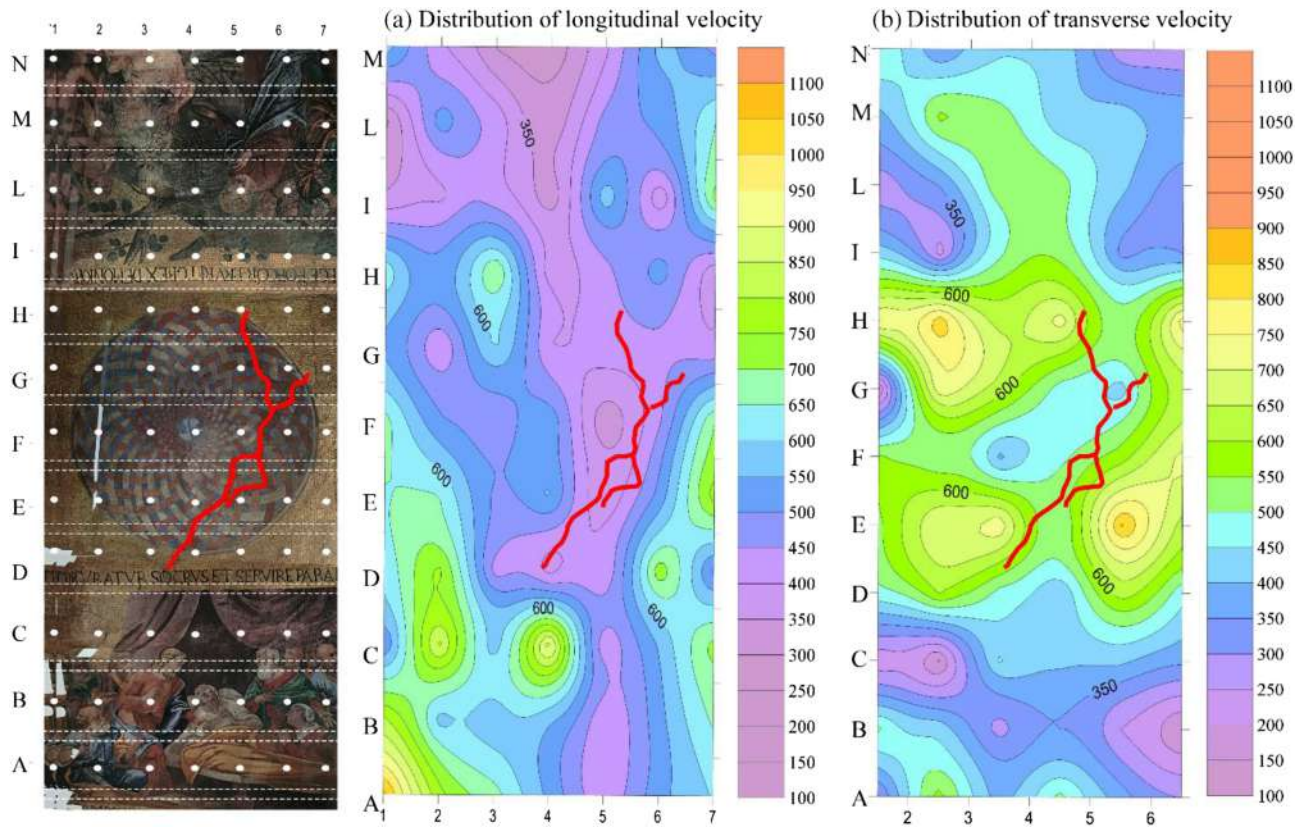 (a) Distribution of longitudinal velocity
(b) Distribution of transverse velocity
1 2 3 4 5 6 7
N
M
L
I
H
G
F
E
D
C
B
A
CVRATVR SOCRVS ET SERVIRE PARA
M
L
I
H
G
F
E
D
C
B
A
350
600
600
600
1 2 3 4 5 6 7
1100
1050
1000
950
900
850
800
750
700
650
600
550
500
450
400
350
300
250
200
150
100
N
M
L
I
H
G
F
E
D
C
B
A
350
600
600
600
600
350
2 3 4 5 6
1100
1050
1000
950
900
850
800
750
700
650
600
550
500
450
400
350
300
250
200
150
100